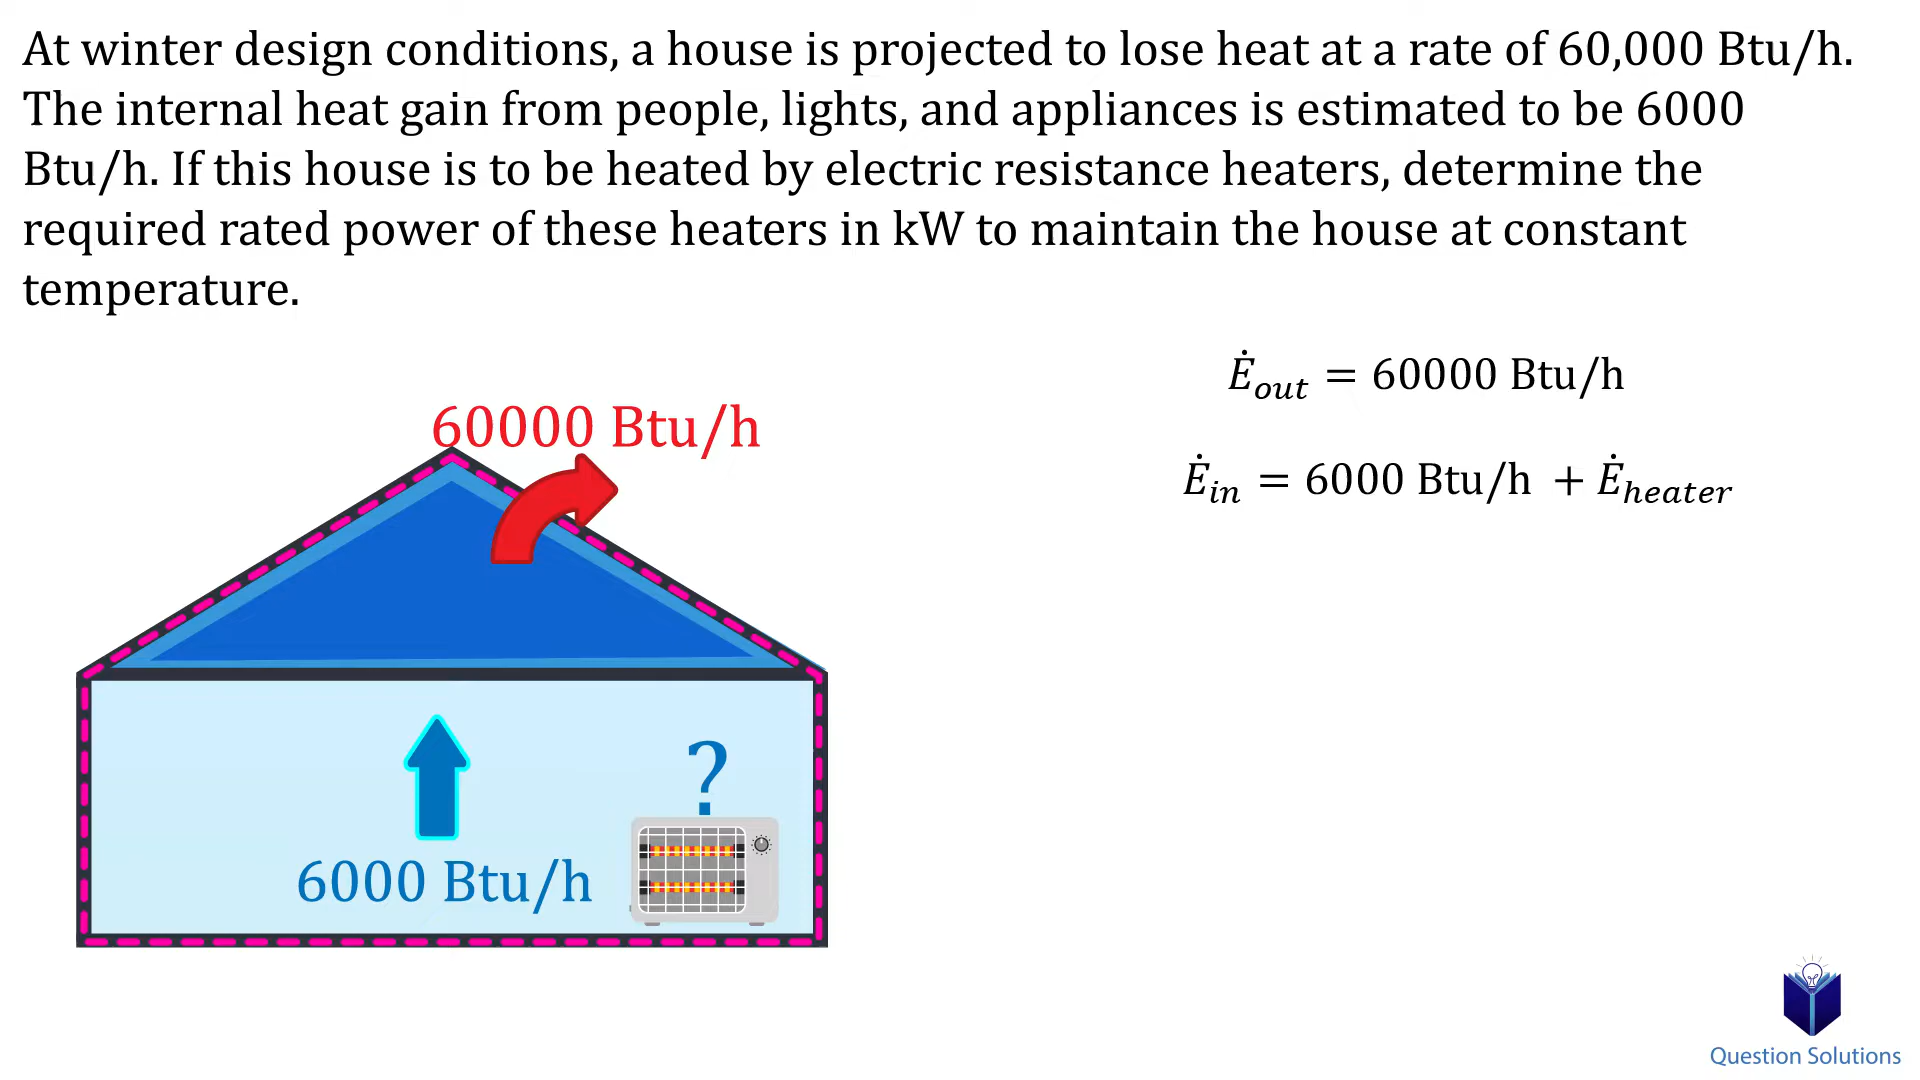 At winter design conditions, a house is projected to lose heat at a rate of 60,000 Btu/h.
The internal heat gain from people, lights, and appliances is estimated to be 6000
Btu/h. If this house is to be heated by electric resistance heaters, determine the
required rated power of these heaters in kW to maintain the house at constant
temperature.
Ė_out = 60000 Btu/h
60000 Btu/h
Ė_in = 6000 Btu/h + Ė_heater
?
6000 Btu/h
Question Solutions